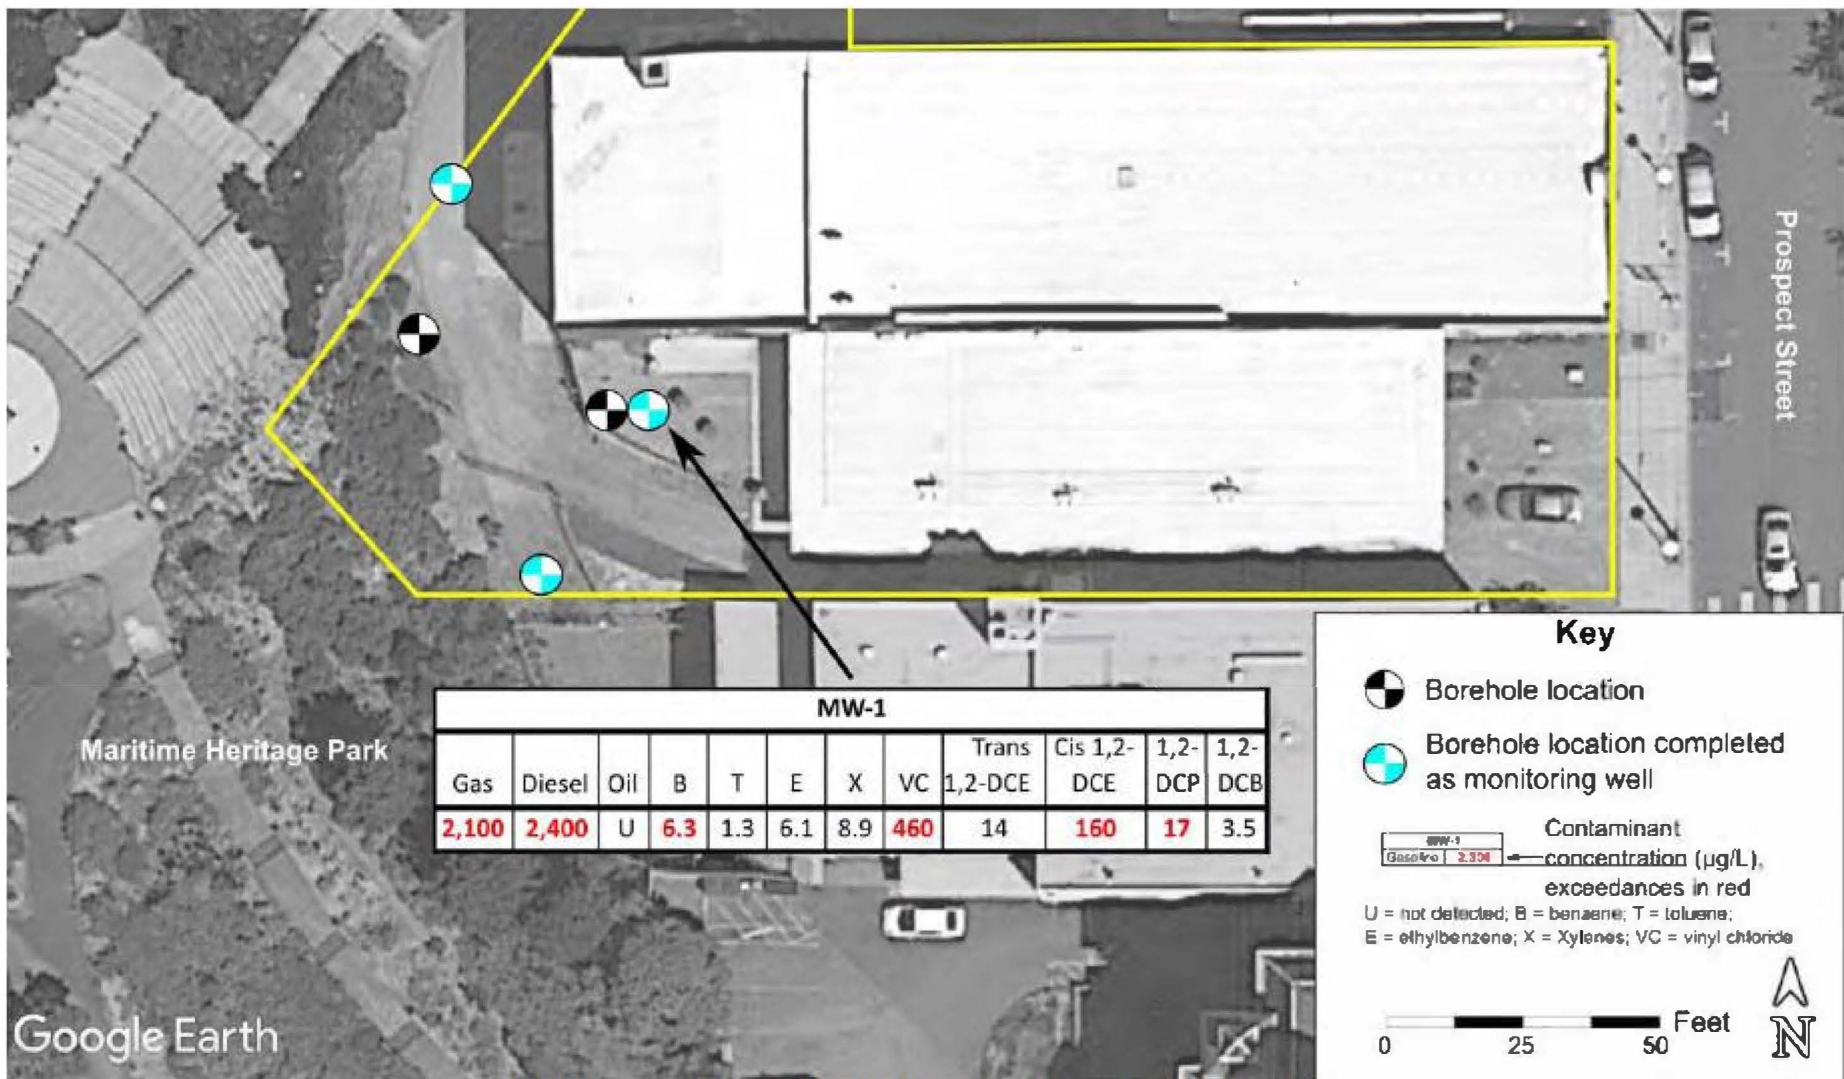 Prospect Street
Key
Borehole location
Borehole location completed
as monitoring well
Maritime Heritage Park
MW-1
Gas Diesel Oil B T E X VC Trans 1,2-DCE Cis 1,2-DCE 1,2-DCP 1,2-DCB
2,100 2,400 U 6.3 1.3 6.1 8.9 460 14 160 17 3.5
MW-1
Contaminant
concentration (µg/L),
exceedances in red
U = not detected; B = benzene; T = toluene;
E = ethylbenzene; X = Xylenes; VC = vinyl chloride
Feet
0 25 50
N
Google Earth